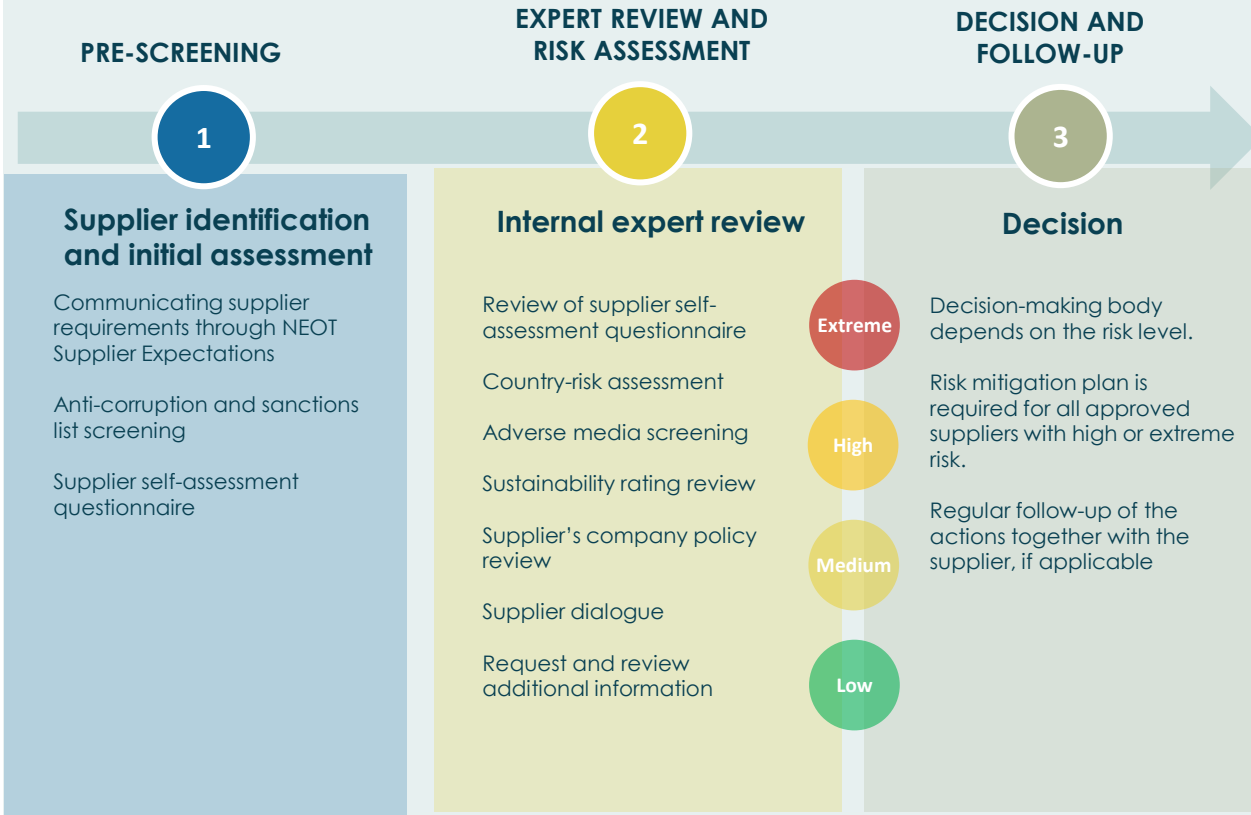 PRE-SCREENING
EXPERT REVIEW AND
RISK ASSESSMENT
DECISION AND
FOLLOW-UP
1
2
3
Supplier identification
and initial assessment
Communicating supplier
requirements through NEOT
Supplier Expectations
Anti-corruption and sanctions
list screening
Supplier self-assessment
questionnaire
Internal expert review
Review of supplier self-
assessment questionnaire
Country-risk assessment
Adverse media screening
Sustainability rating review
Supplier's company policy
review
Supplier dialogue
Request and review
additional information
Extreme
High
Medium
Low
Decision
Decision-making body
depends on the risk level.
Risk mitigation plan is
required for all approved
suppliers with high or extreme
risk.
Regular follow-up of the
actions together with the
supplier, if applicable